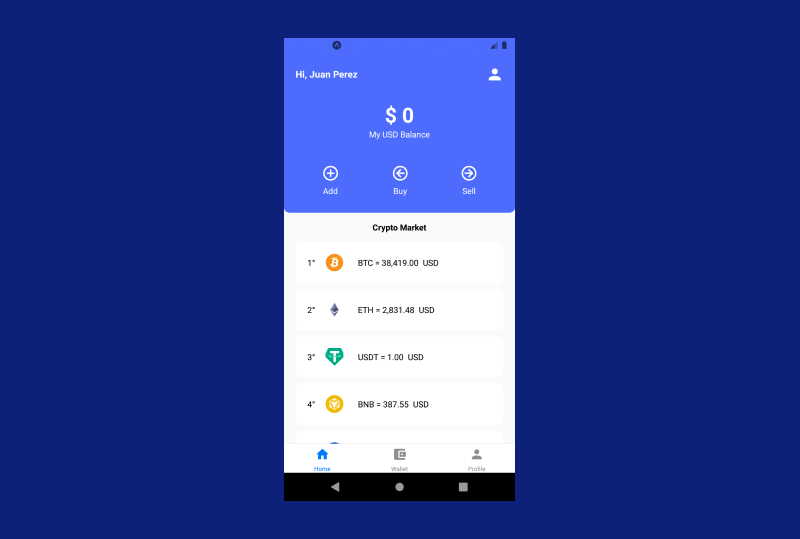 Hi, Juan Perez
$ 0
My USD Balance
Add Buy Sell
Crypto Market
1° BTC = 38,419.00 USD
2° ETH = 2,831.48 USD
3° USDT = 1.00 USD
4° BNB = 387.55 USD
Home Wallet Profile